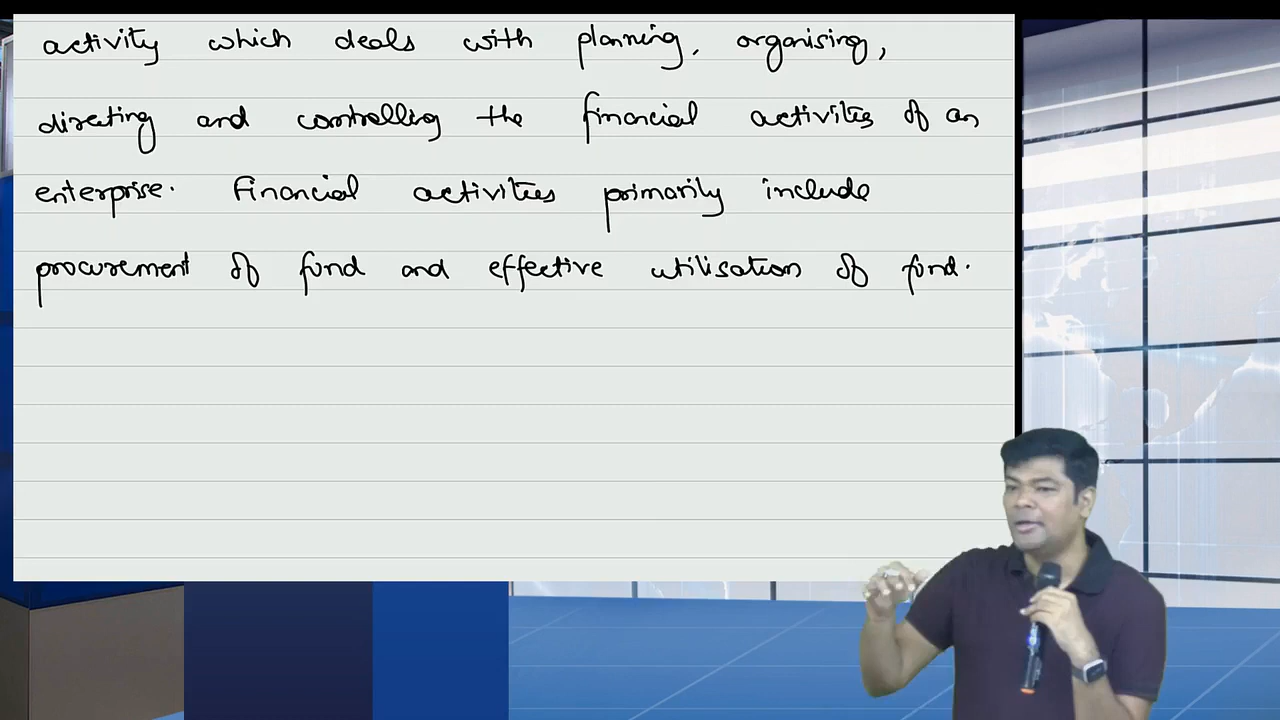 activity which deals with planning, organising,
directing and controlling the financial activities of an
enterprise. Financial activities primarily include
procurement of fund and effective utilisation of fund.